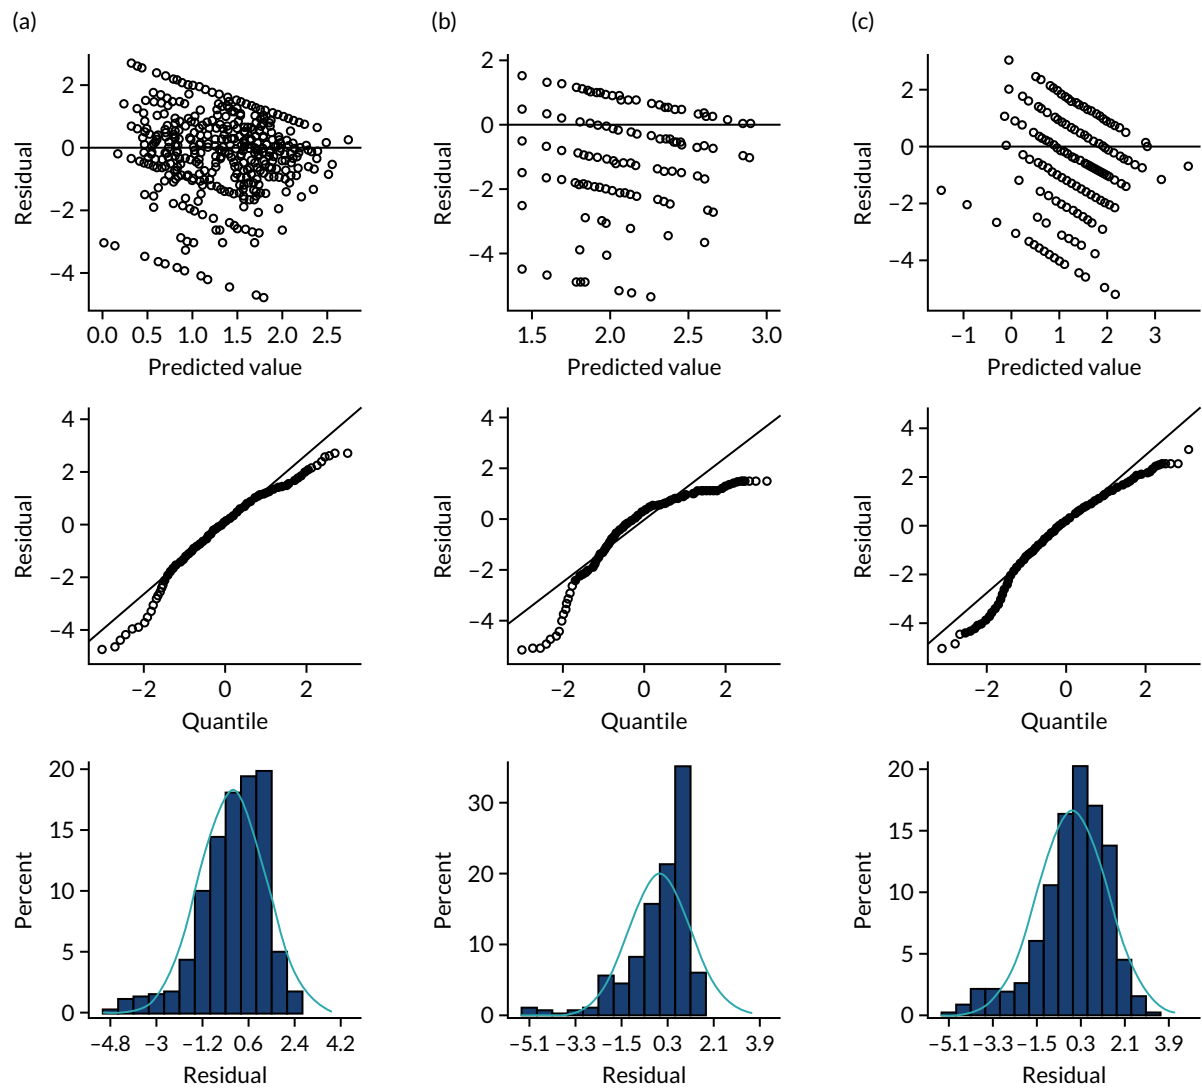 (a) (b) (c)
2
0
−2
−4
Residual
0.0 0.5 1.0 1.5 2.0 2.5
Predicted value
2
0
−2
−4
Residual
1.5 2.0 2.5 3.0
Predicted value
2
0
−2
−4
Residual
−1 0 1 2 3
Predicted value
4
2
0
−2
−4
Residual
−2 0 2
Quantile
4
2
0
−2
−4
Residual
−2 0 2
Quantile
4
2
0
−2
−4
Residual
−2 0 2
Quantile
20
15
10
5
0
Percent
−4.8 −3 −1.2 0.6 2.4 4.2
Residual
30
20
10
0
Percent
−5.1 −3.3 −1.5 0.3 2.1 3.9
Residual
20
15
10
5
0
Percent
−5.1 −3.3 −1.5 0.3 2.1 3.9
Residual